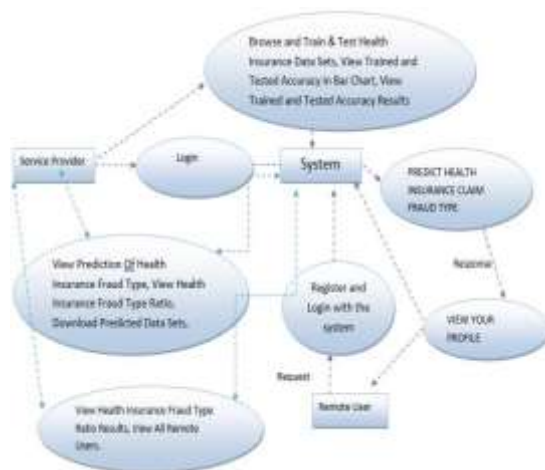 Browse and Train & Test Health
Insurance Data Sets, View Trained and
Tested Accuracy in Bar Chart, View
Trained and Tested Accuracy Results
Service Provider
Login
System
PREDICT HEALTH
INSURANCE CLAIM
FRAUD TYPE
View Prediction Of Health
Insurance Fraud Type, View Health
Insurance Fraud Type Ratio,
Download Predicted Data Sets.
Register and
Login with the
system
Response
VIEW YOUR
PROFILE
Request
Remote User
View Health Insurance Fraud Type
Ratio Results, View All Remote
Users.